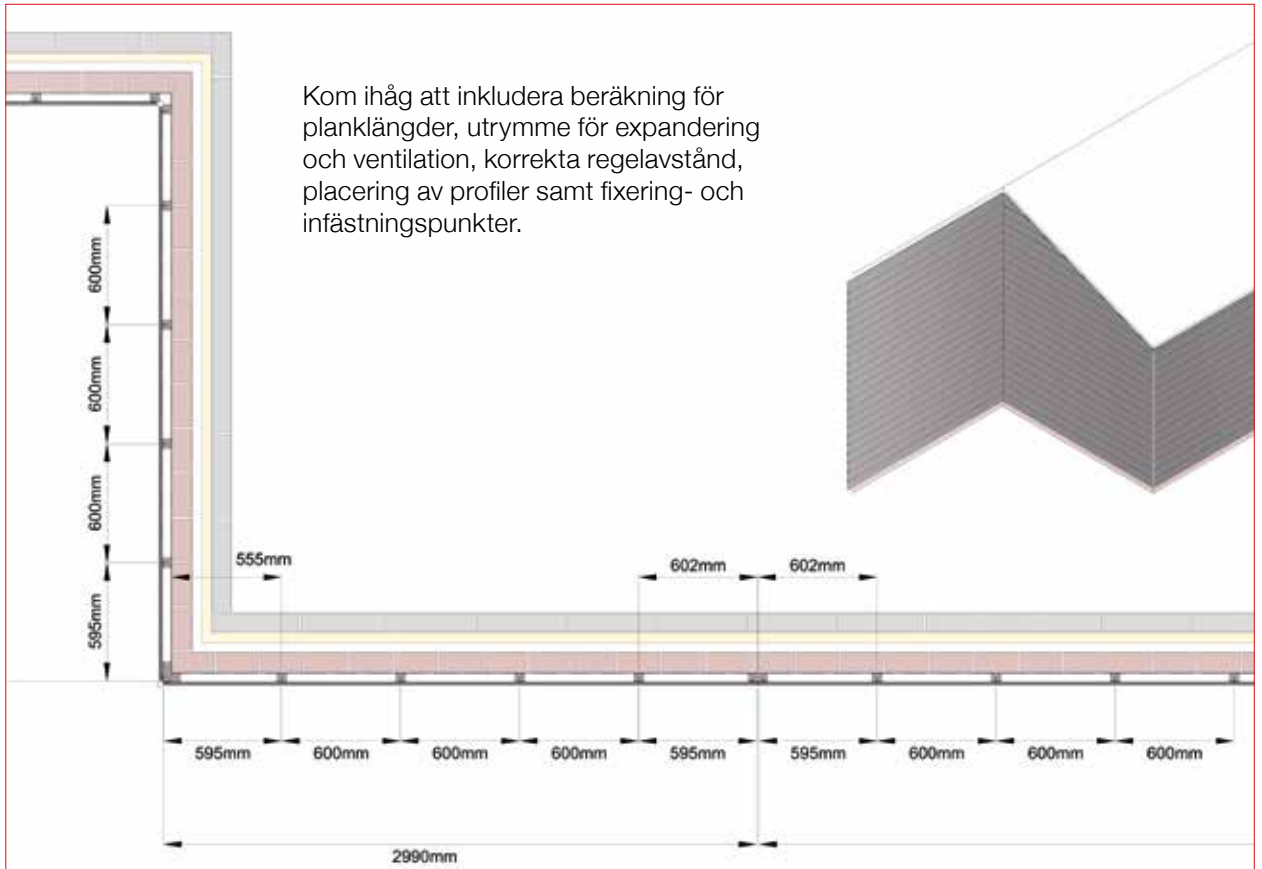 Kom ihåg att inkludera beräkning för
planklängder, utrymme för expandering
och ventilation, korrekta regelavstånd,
placering av profiler samt fixering- och
infästningspunkter.
600mm
600mm
600mm
595mm
555mm
602mm
602mm
595mm
600mm
600mm
600mm
595mm
595mm
600mm
600mm
600mm
2990mm